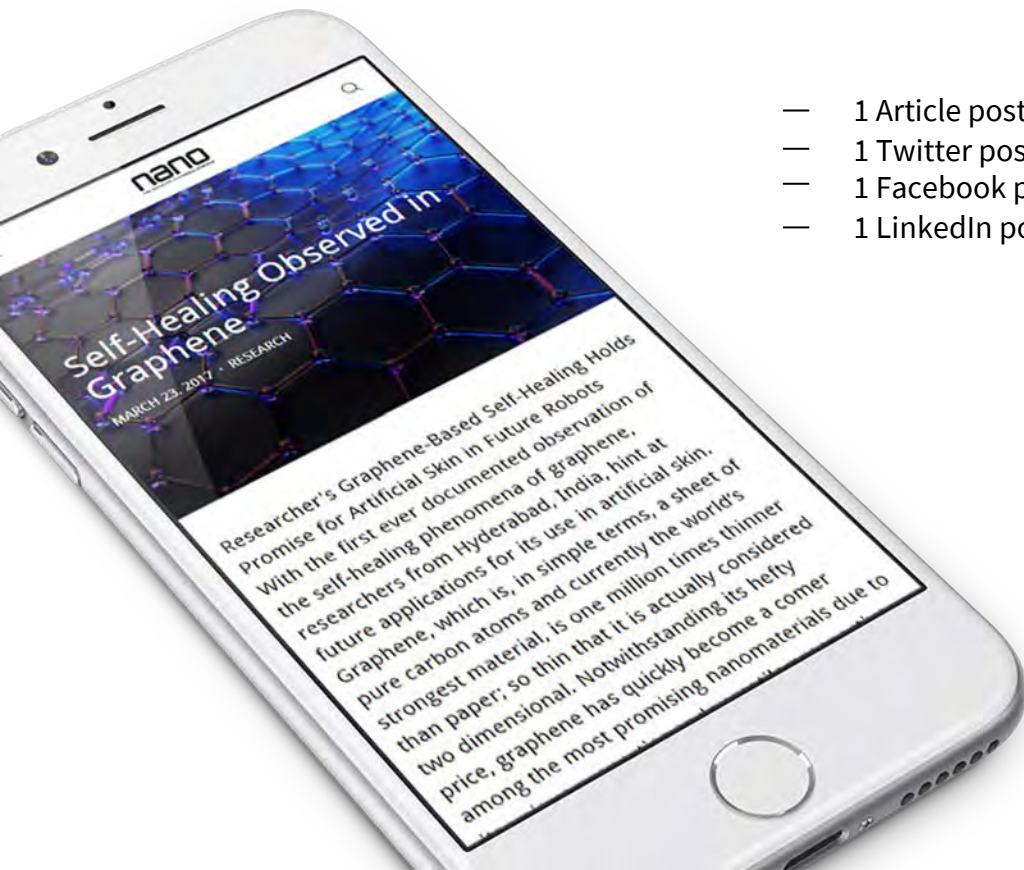 nano
Self-Healing Observed in
Graphene
MARCH 23, 2017 · RESEARCH
Researcher's Graphene-Based Self-Healing Holds
Promise for Artificial Skin in Future Robots
With the first ever documented observation of
the self-healing phenomena of graphene,
researchers from Hyderabad, India, hint at
future applications for its use in artificial skin.
Graphene, which is, in simple terms, a sheet of
pure carbon atoms and currently the world's
strongest material, is one million times thinner
than paper; so thin that it is actually considered
two dimensional. Notwithstanding its hefty
price, graphene has quickly become a comer
among the most promising nanomaterials due to
— 1 Article post
— 1 Twitter pos
— 1 Facebook p
— 1 LinkedIn po